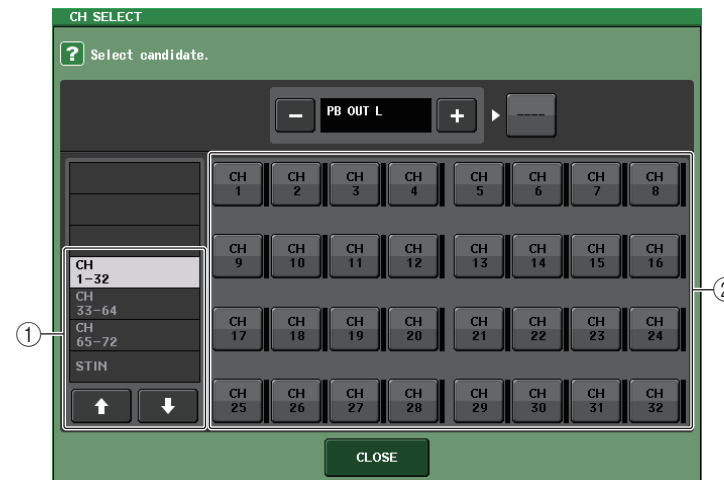 CH SELECT
? Select candidate.
− PB OUT L + ----
CH 1
CH 2
CH 3
CH 4
CH 5
CH 6
CH 7
CH 8
CH 9
CH 10
CH 11
CH 12
CH 13
CH 14
CH 15
CH 16
CH 17
CH 18
CH 19
CH 20
CH 21
CH 22
CH 23
CH 24
CH 25
CH 26
CH 27
CH 28
CH 29
CH 30
CH 31
CH 32
CH
1-32
CH
33-64
CH
65-72
STIN
1
2
CLOSE